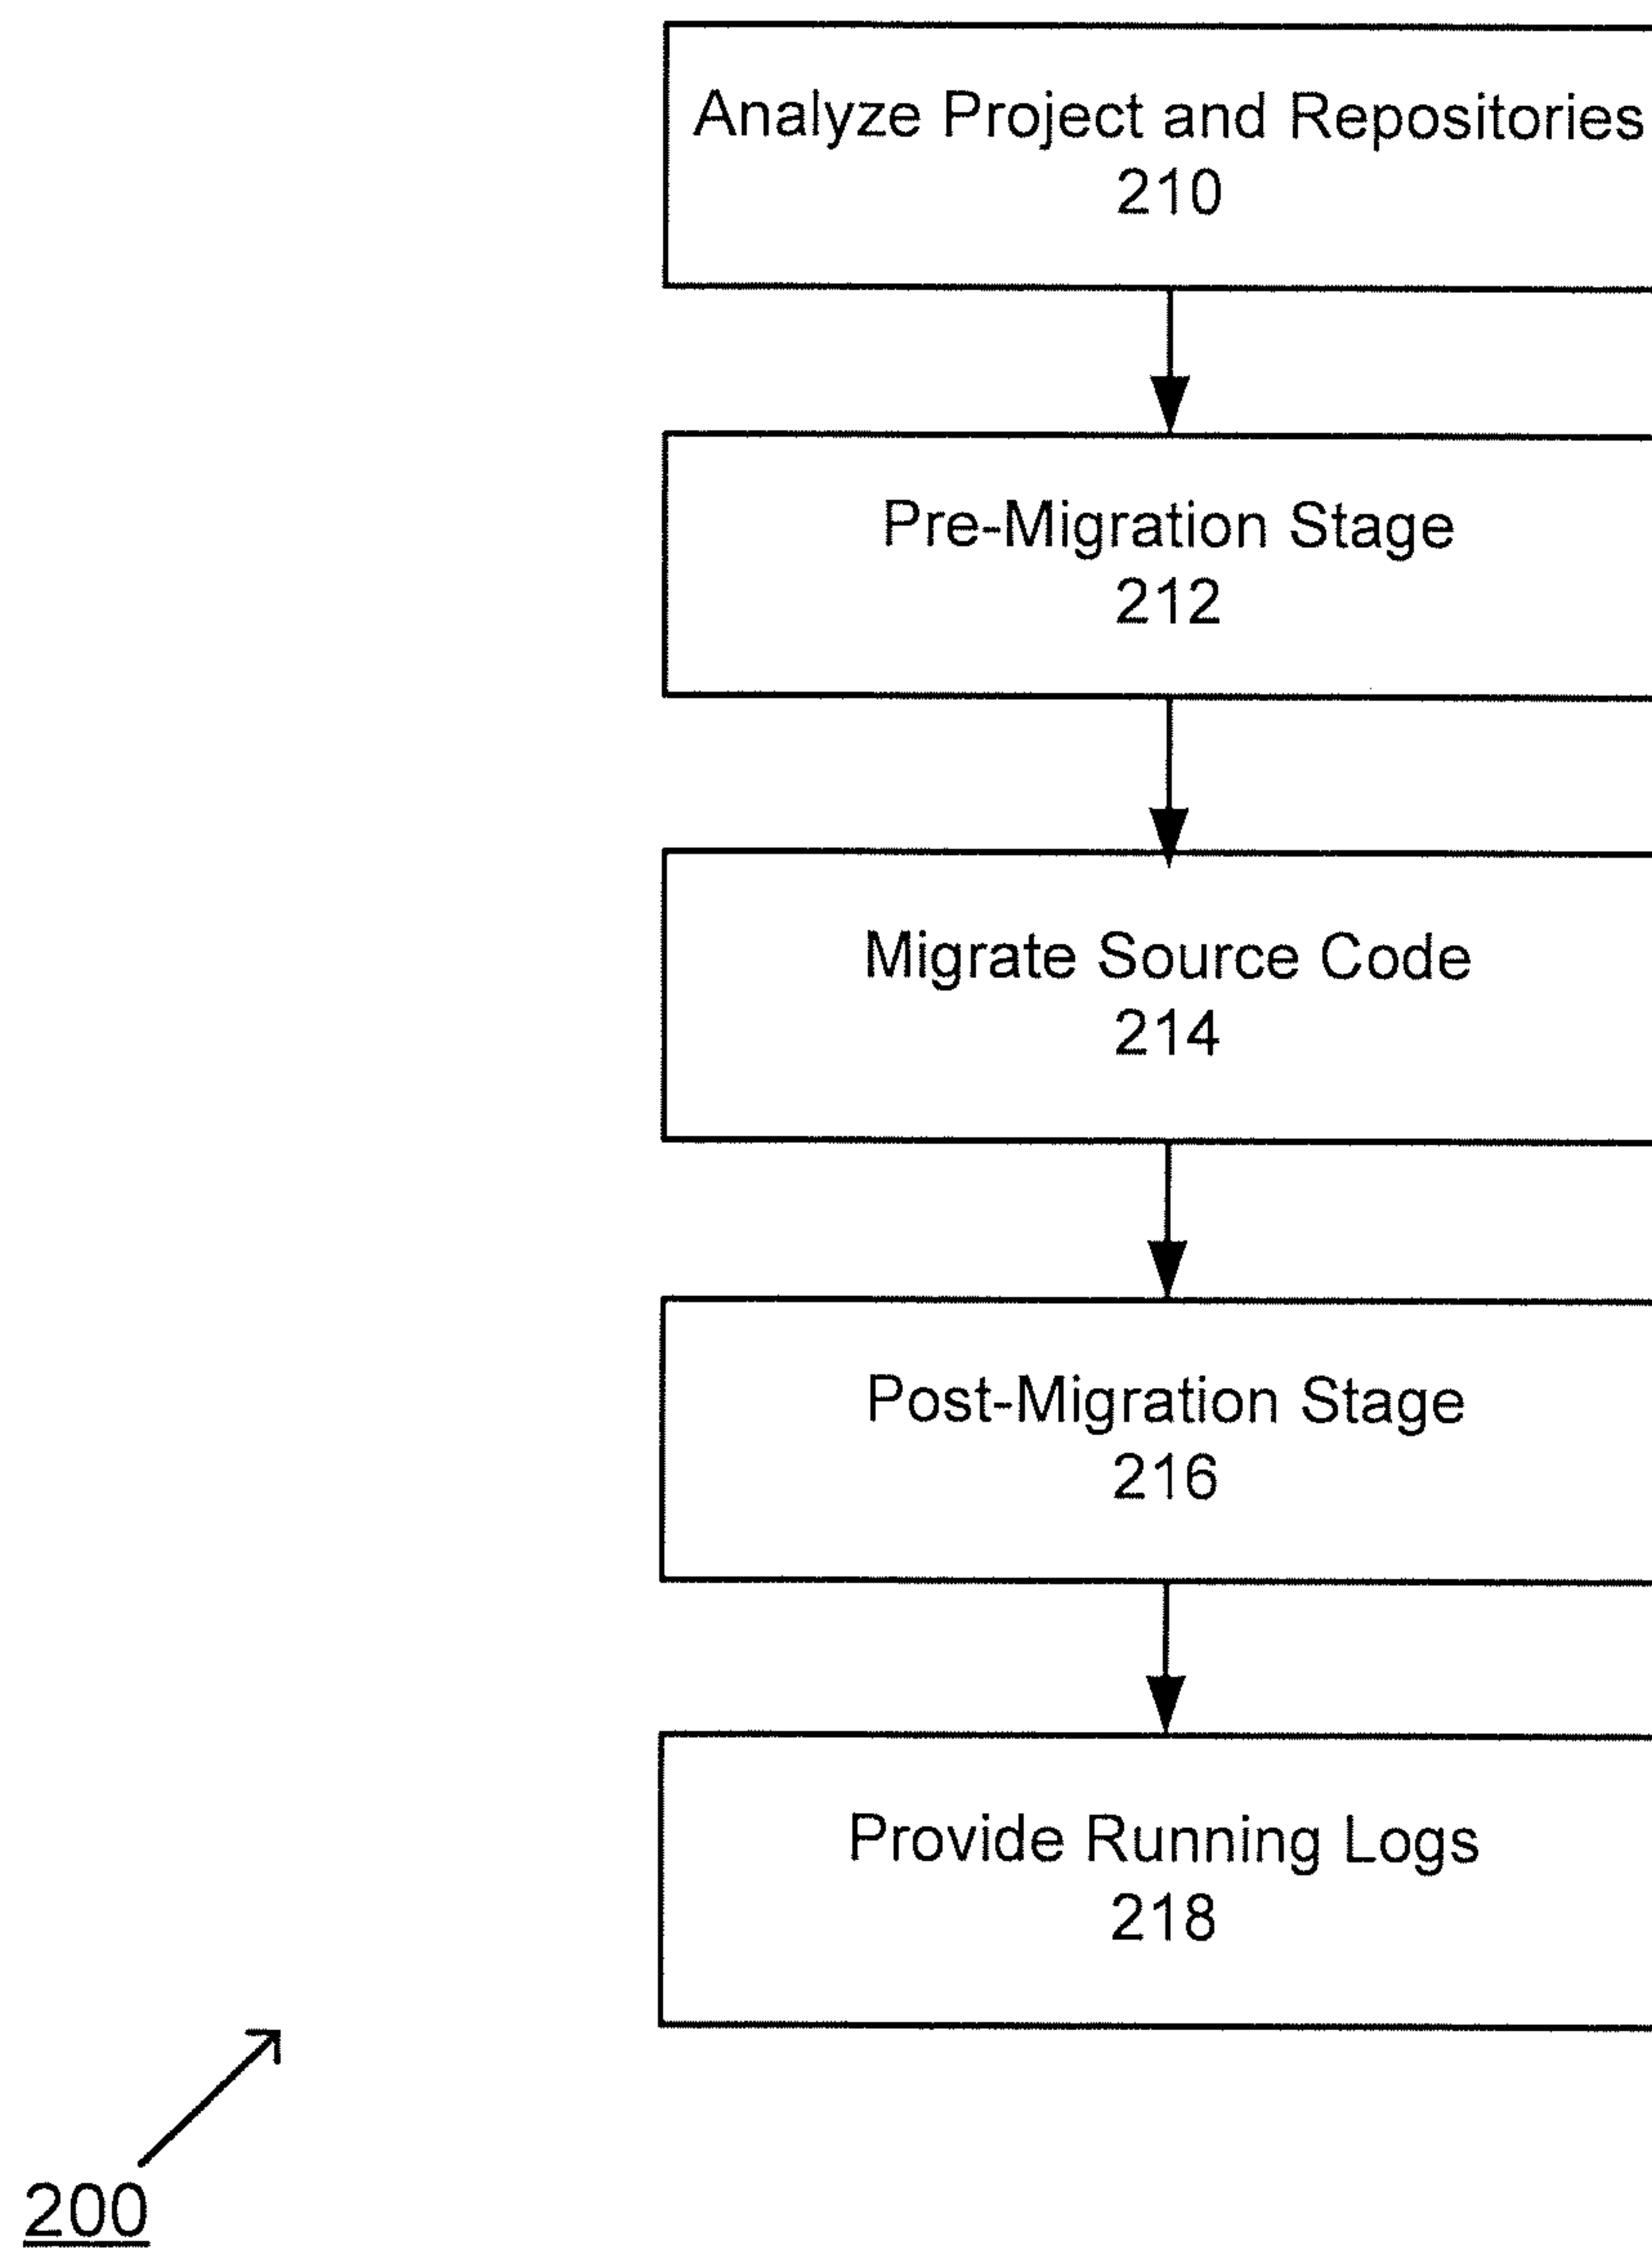 Analyze Project and Repositories
210
Pre-Migration Stage
212
Migrate Source Code
214
Post-Migration Stage
216
Provide Running Logs
218
200